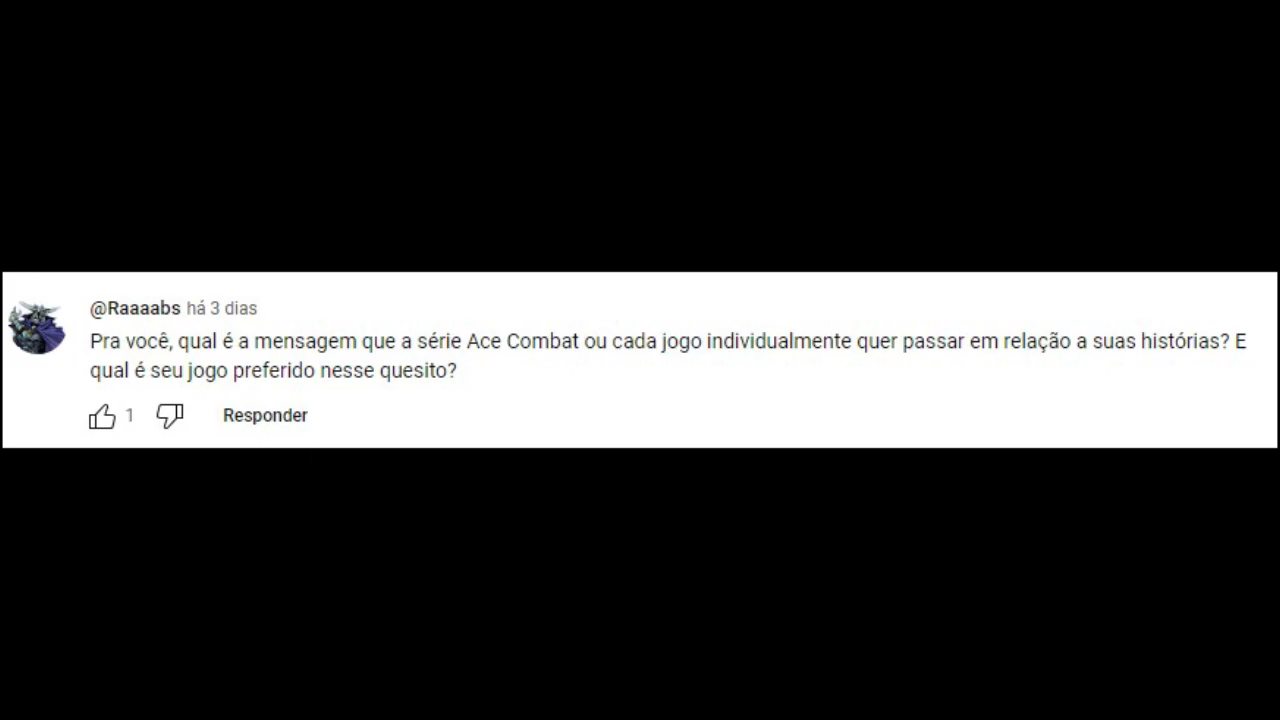 @Raaaabs há 3 dias
Pra você, qual é a mensagem que a série Ace Combat ou cada jogo individualmente quer passar em relação a suas histórias? E
qual é seu jogo preferido nesse quesito?
1 Responder